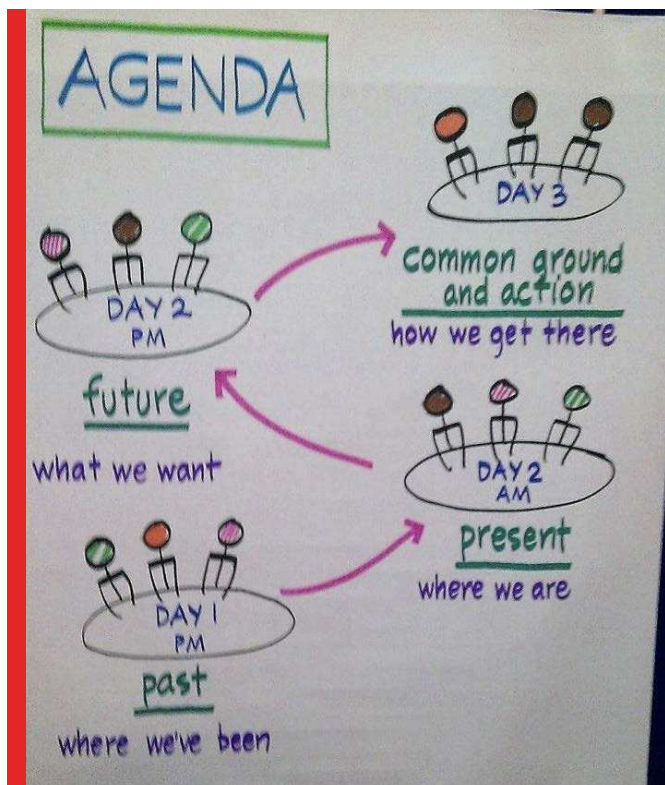 AGENDA
DAY 3
common ground
and action
how we get there
DAY 2
PM
future
what we want
DAY 2
AM
present
where we are
DAY 1
PM
past
where we've been